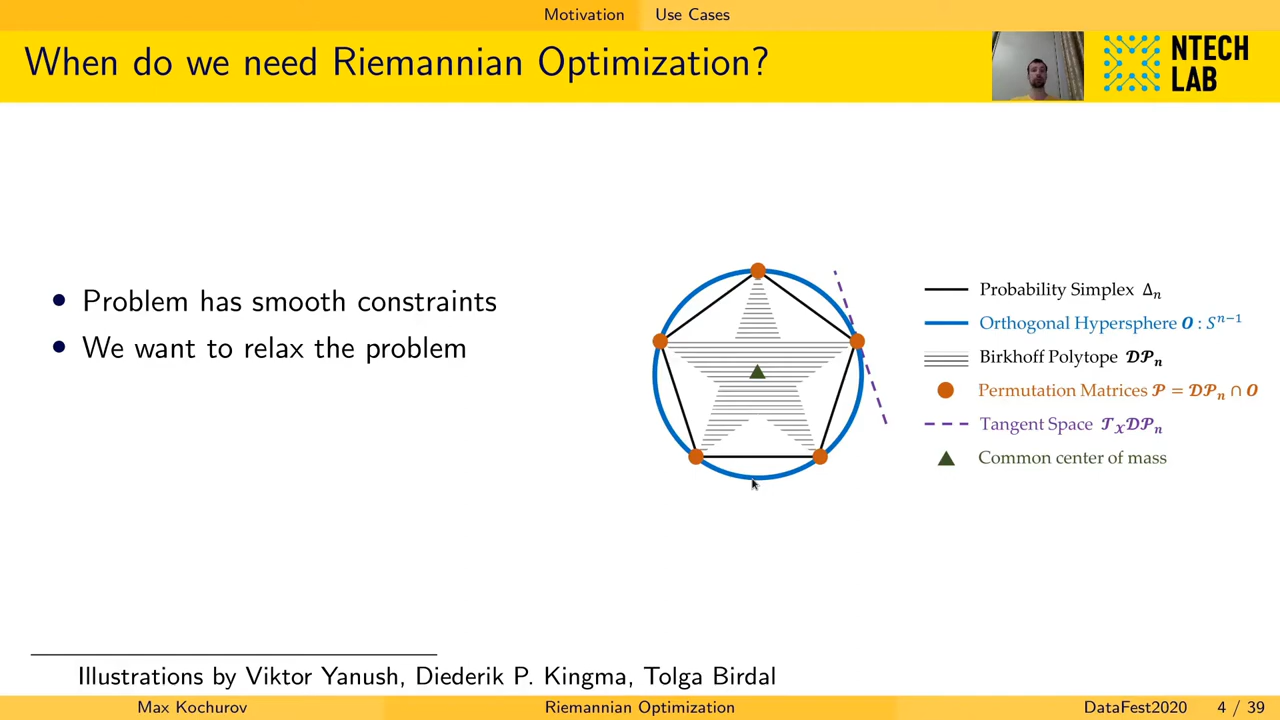 Motivation Use Cases
When do we need Riemannian Optimization?
NTECH
LAB
• Problem has smooth constraints
• We want to relax the problem
Probability Simplex Δₙ
Orthogonal Hypersphere O : Sⁿ⁻¹
Birkhoff Polytope 𝓓𝓟ₙ
Permutation Matrices 𝓟 = 𝓓𝓟ₙ ∩ O
Tangent Space 𝓣_X𝓓𝓟ₙ
Common center of mass
Illustrations by Viktor Yanush, Diederik P. Kingma, Tolga Birdal
Max Kochurov Riemannian Optimization DataFest2020 4 / 39